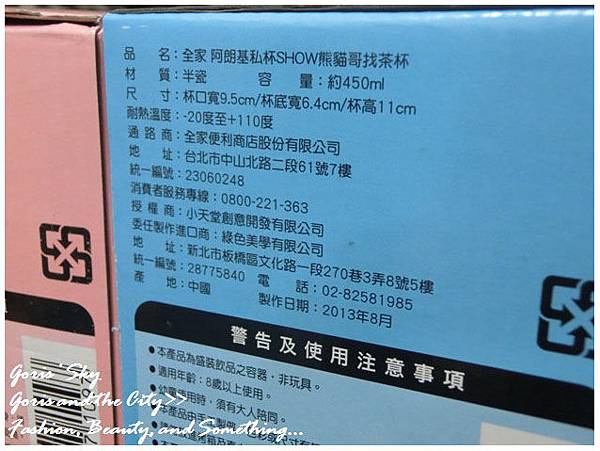 品　　名：全家 阿朗基私杯SHOW熊貓哥找茶杯
材　　質：半瓷　　容　　量：約450ml
尺　　寸：杯口寬9.5cm/杯底寬6.4cm/杯高11cm
耐熱溫度：-20度至+110度
通 路 商：全家便利商店股份有限公司
地　　址：台北市中山北路二段61號7樓
統一編號：23060248
消費者服務專線：0800-221-363
授 權 商：小天堂創意開發有限公司
委任製作進口商：綠色美學有限公司
地　　址：新北市板橋區文化路一段270巷3弄8號5樓
統一編號：28775840　電　　話：02-82581985
產　　地：中國　　製作日期：2013年8月
警告及使用注意事項
•本產品為盛裝飲品之容器，非玩具。
•適用年齡：8歲以上使用。
時，須有大人陪同。
Goris' Sky
Goris and the City>>
Fashion, Beauty, and Something...